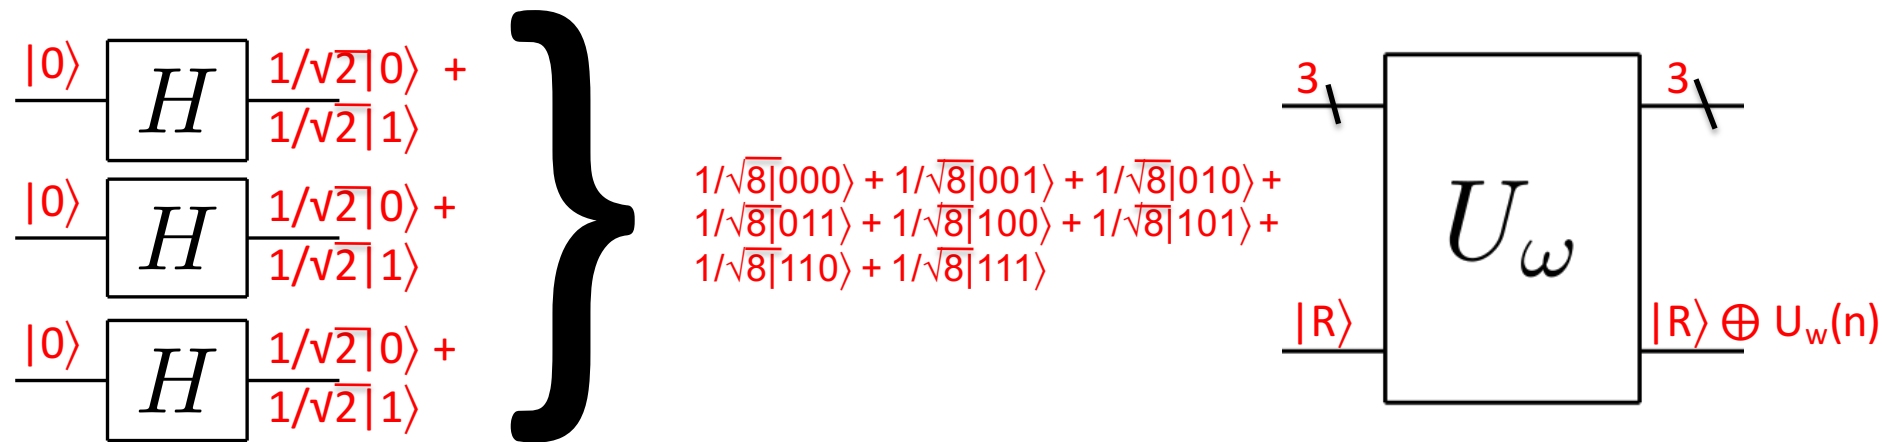 |0⟩ H 1/√2|0⟩ +
1/√2|1⟩
|0⟩ H 1/√2|0⟩ +
1/√2|1⟩
|0⟩ H 1/√2|0⟩ +
1/√2|1⟩
}
1/√8|000⟩ + 1/√8|001⟩ + 1/√8|010⟩ +
1/√8|011⟩ + 1/√8|100⟩ + 1/√8|101⟩ +
1/√8|110⟩ + 1/√8|111⟩
3 3
U_ω
|R⟩ |R⟩ ⊕ U_w(n)